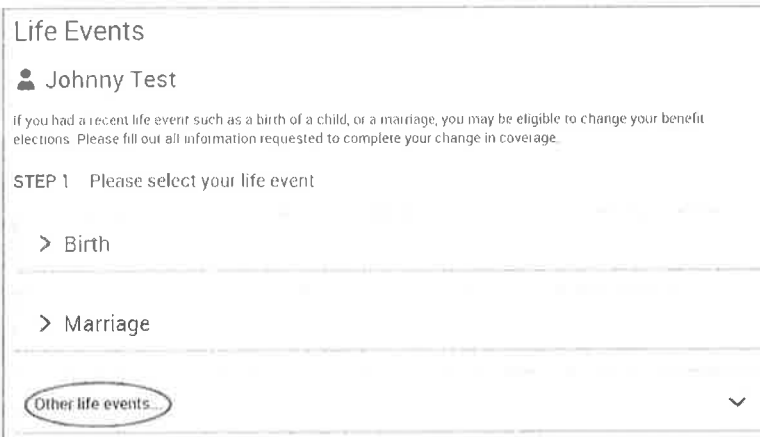 Life Events
Johnny Test
If you had a recent life event such as a birth of a child, or a marriage, you may be eligible to change your benefit
elections. Please fill out all information requested to complete your change in coverage.
STEP 1 Please select your life event
Birth
Marriage
Other life events...